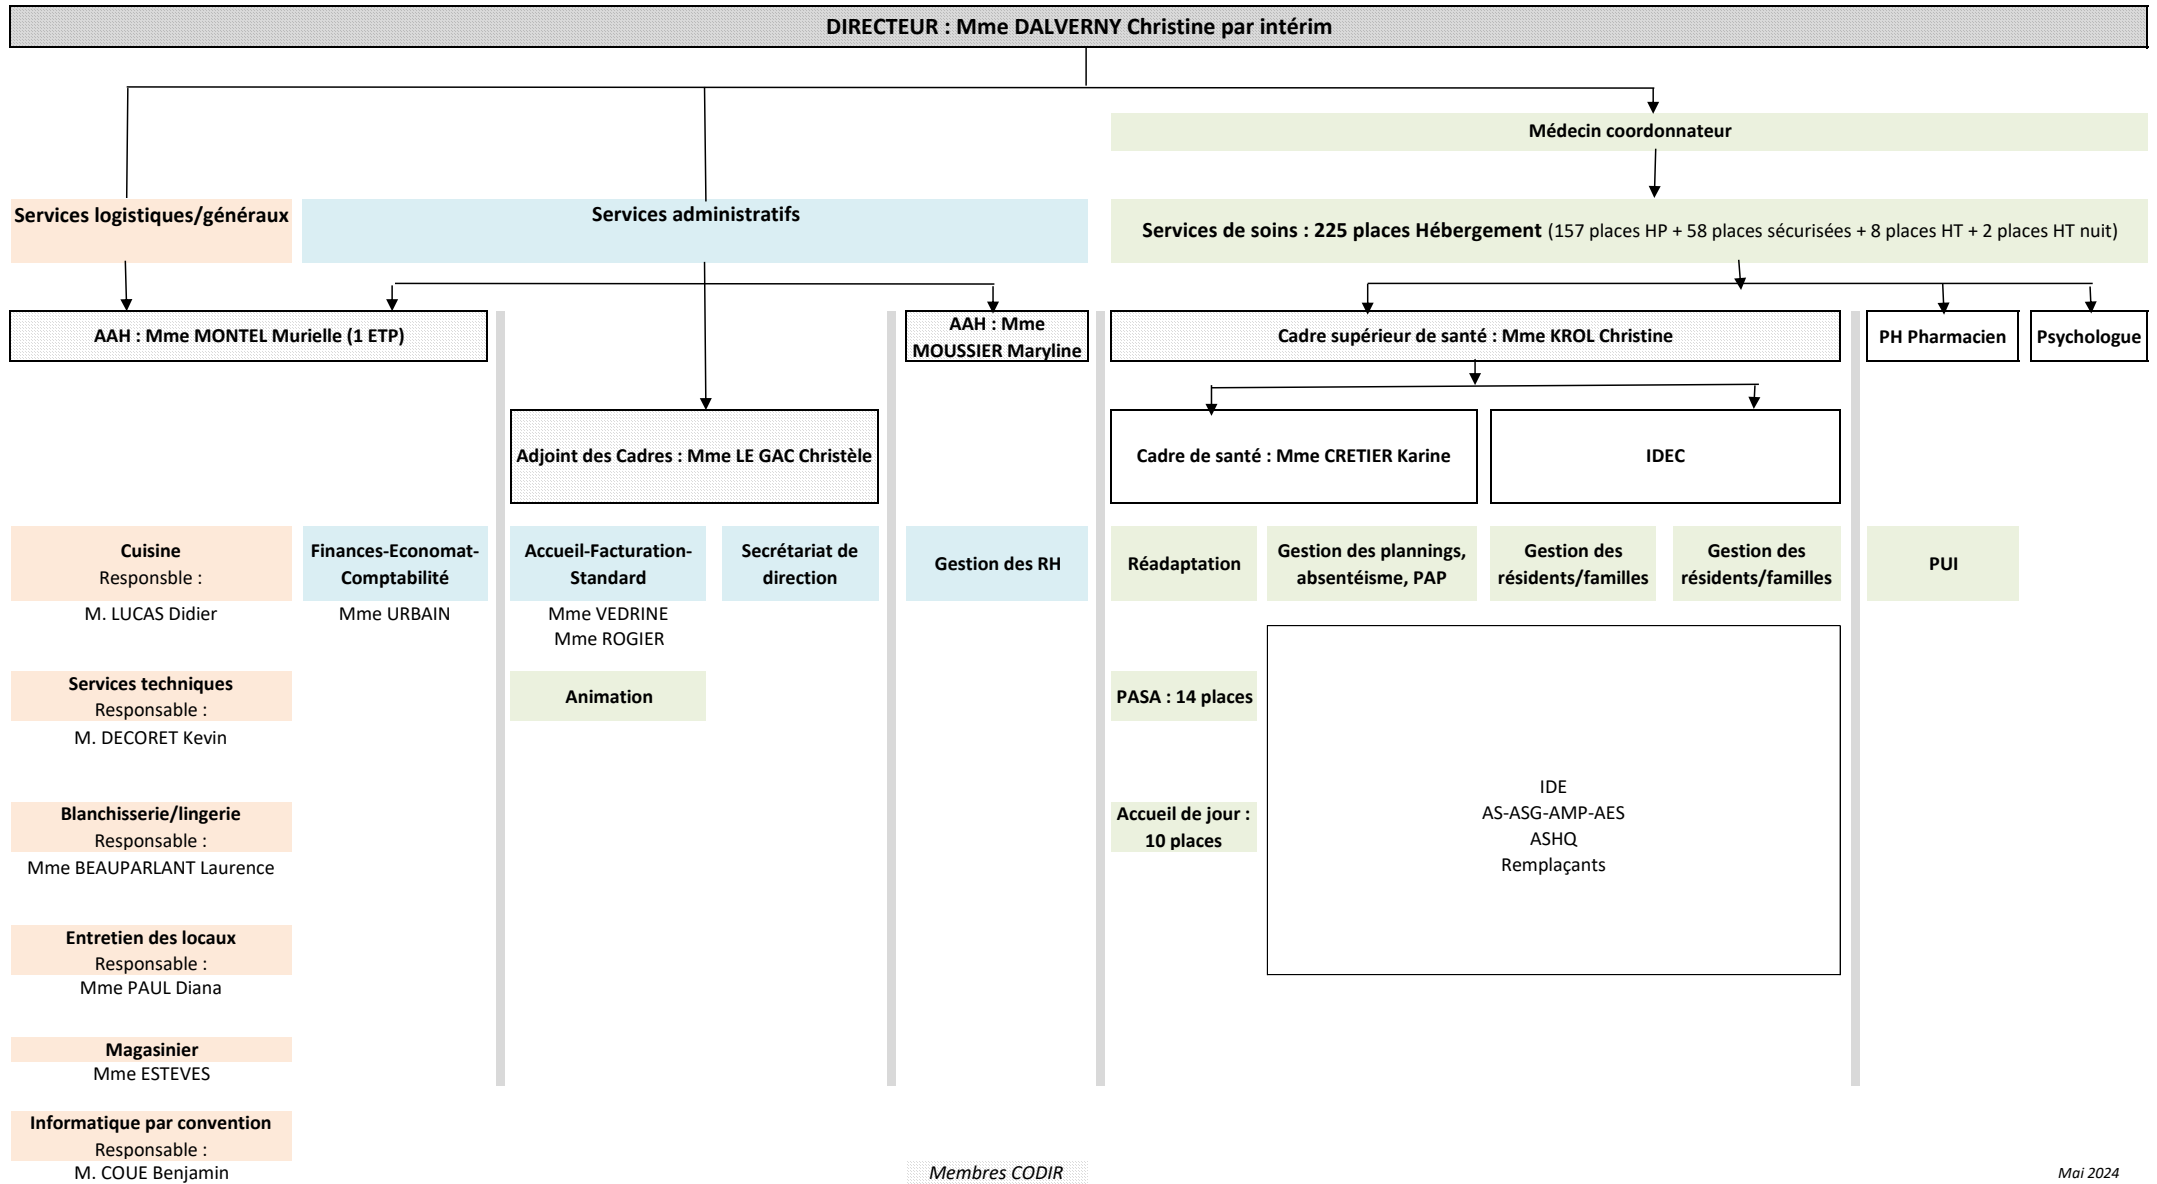 DIRECTEUR : Mme DALVERNY Christine par intérim
Médecin coordonnateur
Services logistiques/généraux
Services administratifs
Services de soins : 225 places Hébergement (157 places HP + 58 places sécurisées + 8 places HT + 2 places HT nuit)
AAH : Mme MONTEL Murielle (1 ETP)
AAH : Mme
MOUSSIER Maryline
Cadre supérieur de santé : Mme KROL Christine
PH Pharmacien
Psychologue
Adjoint des Cadres : Mme LE GAC Christèle
Cadre de santé : Mme CRETIER Karine
IDEC
Cuisine
Responsble :
M. LUCAS Didier
Finances-Economat-
Comptabilité
Mme URBAIN
Accueil-Facturation-
Standard
Mme VEDRINE
Mme ROGIER
Secrétariat de
direction
Gestion des RH
Réadaptation
Gestion des plannings,
absentéisme, PAP
Gestion des
résidents/familles
Gestion des
résidents/familles
PUI
Services techniques
Responsable :
M. DECORET Kevin
Animation
PASA : 14 places
Blanchisserie/lingerie
Responsable :
Mme BEAUPARLANT Laurence
Accueil de jour :
10 places
IDE
AS-ASG-AMP-AES
ASHQ
Remplaçants
Entretien des locaux
Responsable :
Mme PAUL Diana
Magasinier
Mme ESTEVES
Informatique par convention
Responsable :
M. COUE Benjamin
Membres CODIR
Mai 2024